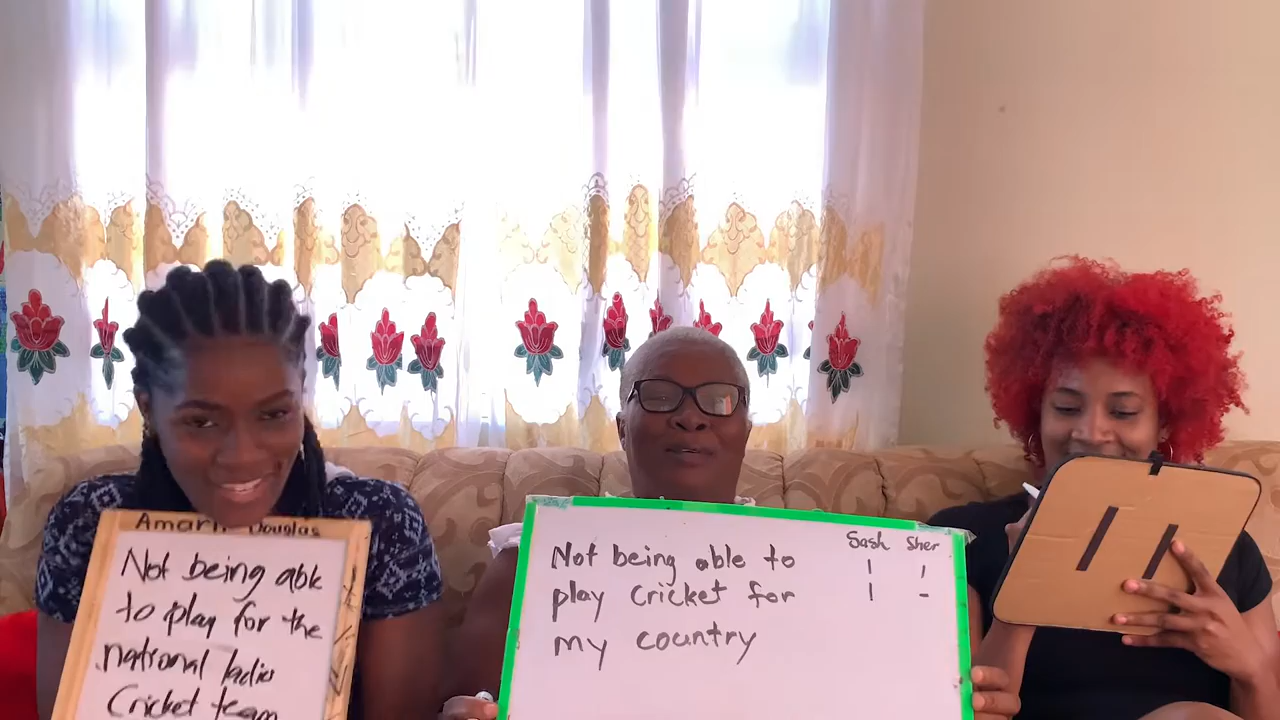 Amarii Douglas
Not being able
to play for the
national ladies
Cricket team
Not being able to
play Cricket for
my country
Sash Sher
| |
| -